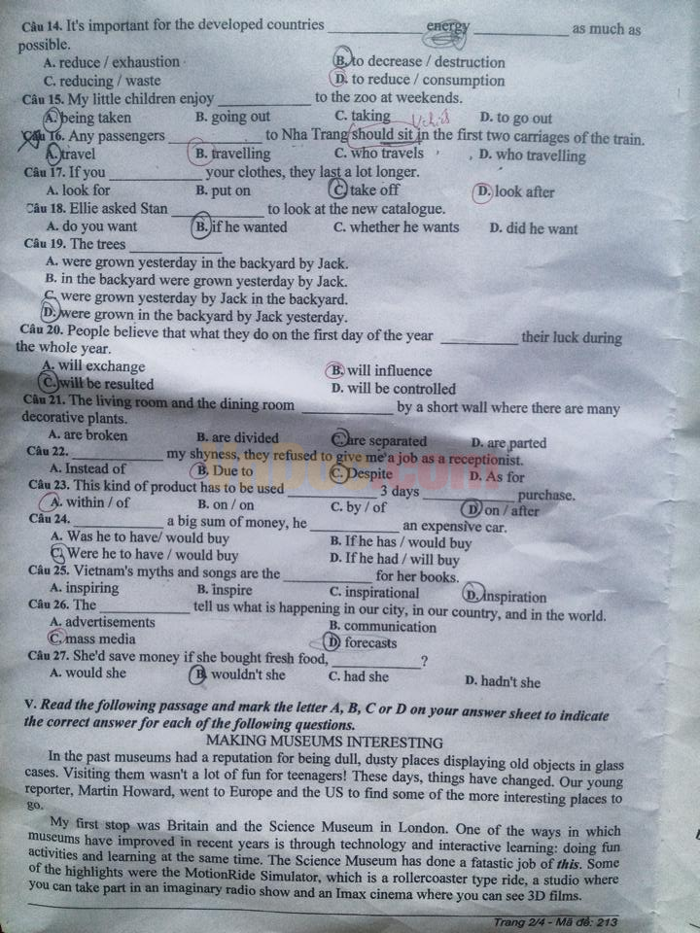 Câu 14. It's important for the developed countries ____________ energy ____________ as much as
possible.
A. reduce / exhaustion B. to decrease / destruction
C. reducing / waste D. to reduce / consumption
Câu 15. My little children enjoy ____________ to the zoo at weekends.
A. being taken B. going out C. taking D. to go out
Câu 16. Any passengers ____________ to Nha Trang should sit in the first two carriages of the train.
A. travel B. travelling C. who travels D. who travelling
Câu 17. If you ____________ your clothes, they last a lot longer.
A. look for B. put on C. take off D. look after
Câu 18. Ellie asked Stan ____________ to look at the new catalogue.
A. do you want B. if he wanted C. whether he wants D. did he want
Câu 19. The trees ____________
A. were grown yesterday in the backyard by Jack.
B. in the backyard were grown yesterday by Jack.
C. were grown yesterday by Jack in the backyard.
D. were grown in the backyard by Jack yesterday.
Câu 20. People believe that what they do on the first day of the year ____________ their luck during
the whole year.
A. will exchange B. will influence
C. will be resulted D. will be controlled
Câu 21. The living room and the dining room ____________ by a short wall where there are many
decorative plants.
A. are broken B. are divided C. are separated D. are parted
Câu 22. ____________ my shyness, they refused to give me a job as a receptionist.
A. Instead of B. Due to C. Despite D. As for
Câu 23. This kind of product has to be used ____________ 3 days ____________ purchase.
A. within / of B. on / on C. by / of D. on / after
Câu 24. ____________ a big sum of money, he ____________ an expensive car.
A. Was he to have/ would buy B. If he has / would buy
C. Were he to have / would buy D. If he had / will buy
Câu 25. Vietnam's myths and songs are the ____________ for her books.
A. inspiring B. inspire C. inspirational D. inspiration
Câu 26. The ____________ tell us what is happening in our city, in our country, and in the world.
A. advertisements B. communication
C. mass media D. forecasts
Câu 27. She'd save money if she bought fresh food, ____________?
A. would she B. wouldn't she C. had she D. hadn't she
V. Read the following passage and mark the letter A, B, C or D on your answer sheet to indicate
the correct answer for each of the following questions.
MAKING MUSEUMS INTERESTING
In the past museums had a reputation for being dull, dusty places displaying old objects in glass
cases. Visiting them wasn't a lot of fun for teenagers! These days, things have changed. Our young
reporter, Martin Howard, went to Europe and the US to find some of the more interesting places to
go.
My first stop was Britain and the Science Museum in London. One of the ways in which
museums have improved in recent years is through technology and interactive learning: doing fun
activities and learning at the same time. The Science Museum has done a fatastic job of this. Some
of the highlights were the MotionRide Simulator, which is a rollercoaster type ride, a studio where
you can take part in an imaginary radio show and an Imax cinema where you can see 3D films.
Trang 2/4 - Mã đề: 213